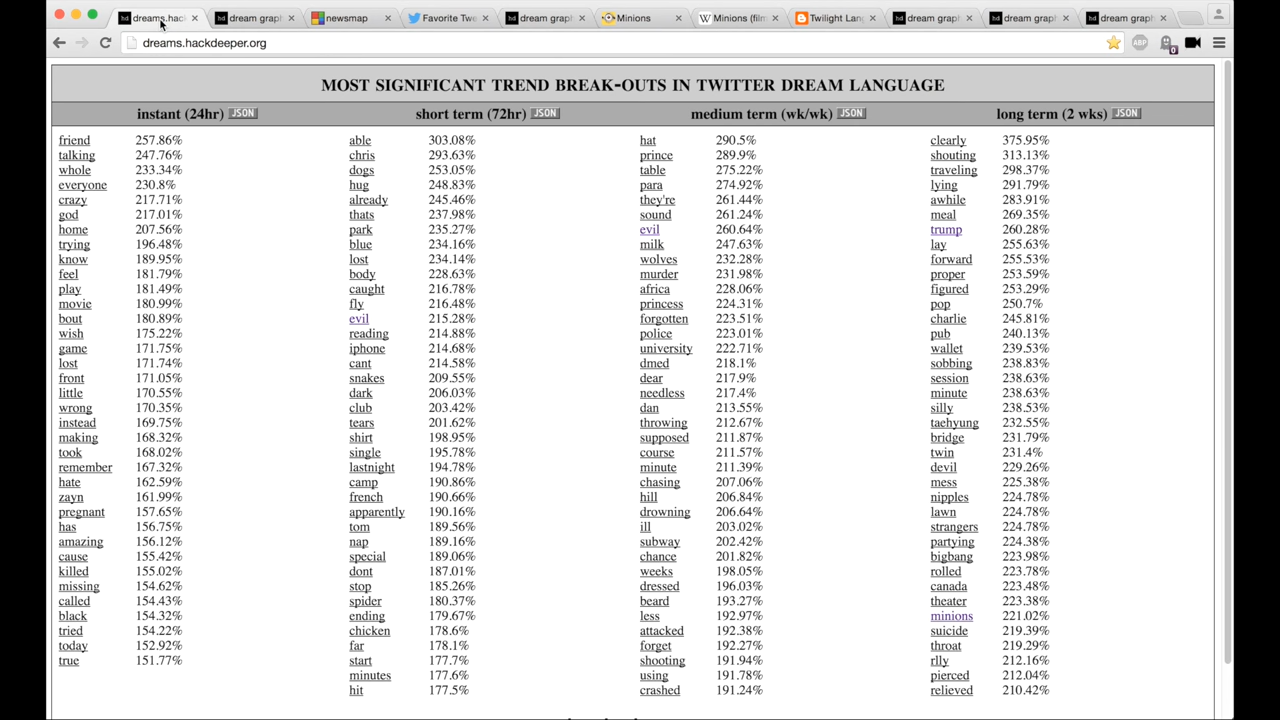 dreams.hac
dream grap
newsmap
Favorite Twe
dream graph
Minions
Minions (film
Twilight Lang
dream graph
dream graph
dream graph
dreams.hackdeeper.org
MOST SIGNIFICANT TREND BREAK-OUTS IN TWITTER DREAM LANGUAGE
instant (24hr) JSON short term (72hr) JSON medium term (wk/wk) JSON long term (2 wks) JSON
friend 257.86% able 303.08% hat 290.5% clearly 375.95%
talking 247.76% chris 293.63% prince 289.9% shouting 313.13%
whole 233.34% dogs 253.05% table 275.22% traveling 298.37%
everyone 230.8% hug 248.83% para 274.92% lying 291.79%
crazy 217.71% already 245.46% they're 261.44% awhile 283.91%
god 217.01% thats 237.98% sound 261.24% meal 269.35%
home 207.56% park 235.27% evil 260.64% trump 260.28%
trying 196.48% blue 234.16% milk 247.63% lay 255.63%
know 189.95% lost 234.14% wolves 232.28% forward 255.53%
feel 181.79% body 228.63% murder 231.98% proper 253.59%
play 181.49% caught 216.78% africa 228.06% figured 253.29%
movie 180.99% fly 216.48% princess 224.31% pop 250.7%
bout 180.89% evil 215.28% forgotten 223.51% charlie 245.81%
wish 175.22% reading 214.88% police 223.01% pub 240.13%
game 171.75% iphone 214.68% university 222.71% wallet 239.53%
lost 171.74% cant 214.58% dmed 218.1% sobbing 238.83%
front 171.05% snakes 209.55% dear 217.9% session 238.63%
little 170.55% dark 206.03% needless 217.4% minute 238.63%
wrong 170.35% club 203.42% dan 213.55% silly 238.53%
instead 169.75% tears 201.62% throwing 212.67% taehyung 232.55%
making 168.32% shirt 198.95% supposed 211.87% bridge 231.79%
took 168.02% single 195.78% course 211.57% twin 231.4%
remember 167.32% lastnight 194.78% minute 211.39% devil 229.26%
hate 162.59% camp 190.86% chasing 207.06% mess 225.38%
zayn 161.99% french 190.66% hill 206.84% nipples 224.78%
pregnant 157.65% apparently 190.16% drowning 206.64% lawn 224.78%
has 156.75% tom 189.56% ill 203.02% strangers 224.78%
amazing 156.12% nap 189.16% subway 202.42% partying 224.38%
cause 155.42% special 189.06% chance 201.82% bigbang 223.98%
killed 155.02% dont 187.01% weeks 198.05% rolled 223.78%
missing 154.62% stop 185.26% dressed 196.03% canada 223.48%
called 154.43% spider 180.37% beard 193.27% theater 223.38%
black 154.32% ending 179.67% less 192.97% minions 221.02%
tried 154.22% chicken 178.6% attacked 192.38% suicide 219.39%
today 152.92% far 178.1% forget 192.27% throat 219.29%
true 151.77% start 177.7% shooting 191.94% rlly 212.16%
minutes 177.6% using 191.78% pierced 212.04%
hit 177.5% crashed 191.24% relieved 210.42%